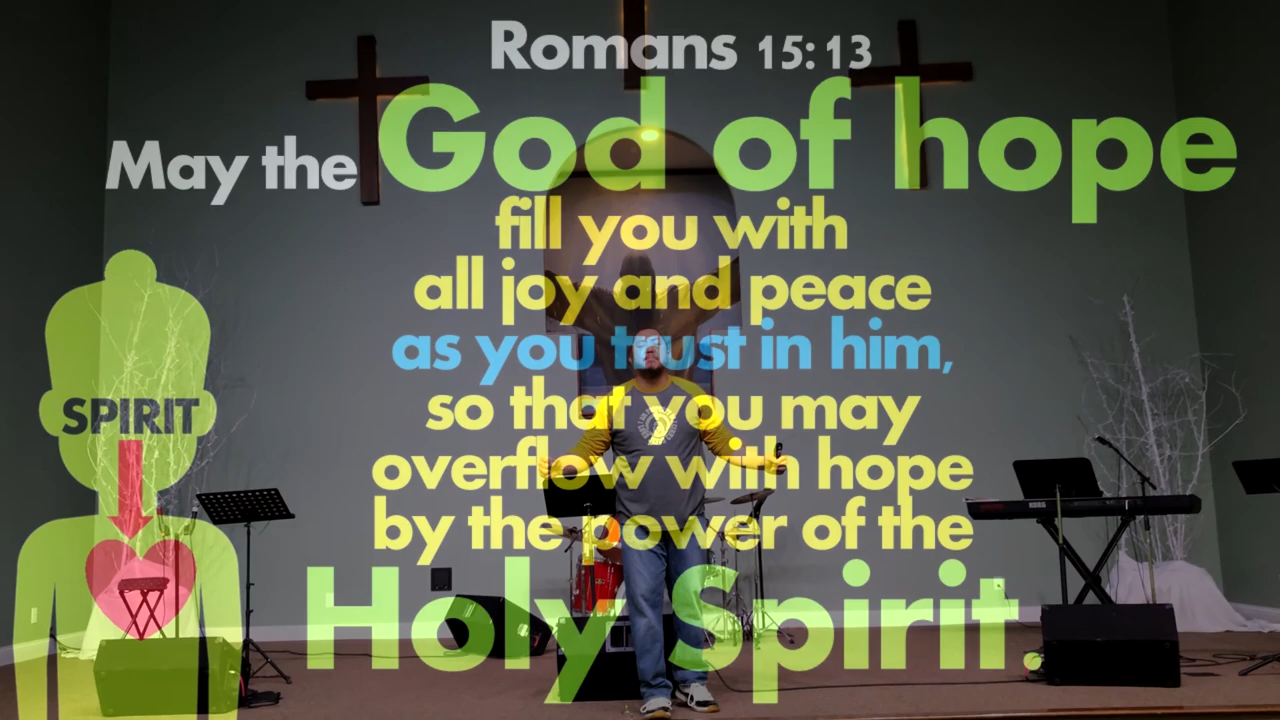 Romans 15:13
May the God of hope
fill you with
all joy and peace
as you trust in him,
so that you may
overflow with hope
by the power of the
Holy Spirit.
SPIRIT
KORG